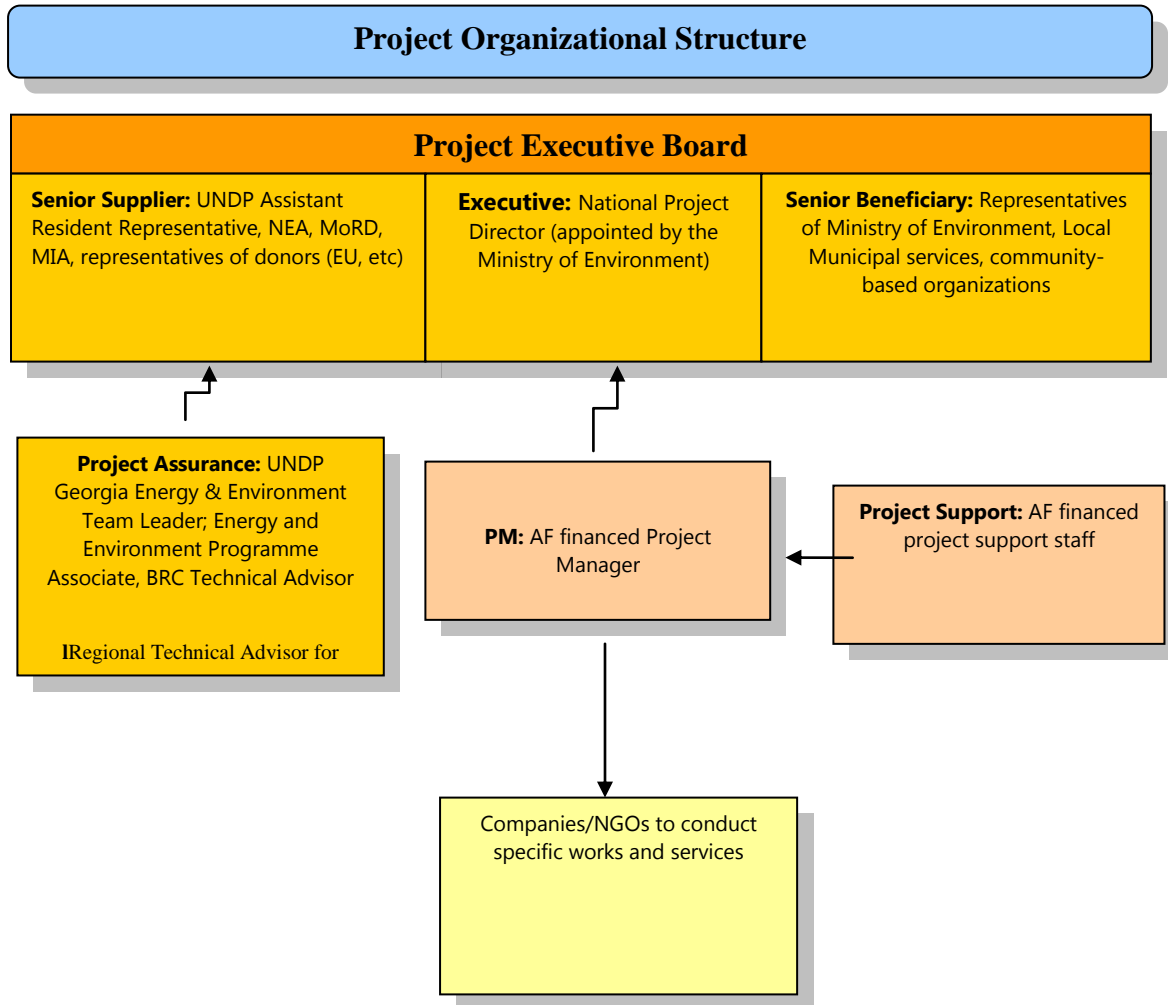 Project Organizational Structure
Project Executive Board
Senior Supplier: UNDP Assistant
Resident Representative, NEA, MoRD,
MIA, representatives of donors (EU, etc)
Executive: National Project
Director (appointed by the
Ministry of Environment)
Senior Beneficiary: Representatives
of Ministry of Environment, Local
Municipal services, community-
based organizations
Project Assurance: UNDP
Georgia Energy & Environment
Team Leader; Energy and
Environment Programme
Associate, BRC Technical Advisor
lRegional Technical Advisor for
PM: AF financed Project
Manager
Project Support: AF financed
project support staff
Companies/NGOs to conduct
specific works and services